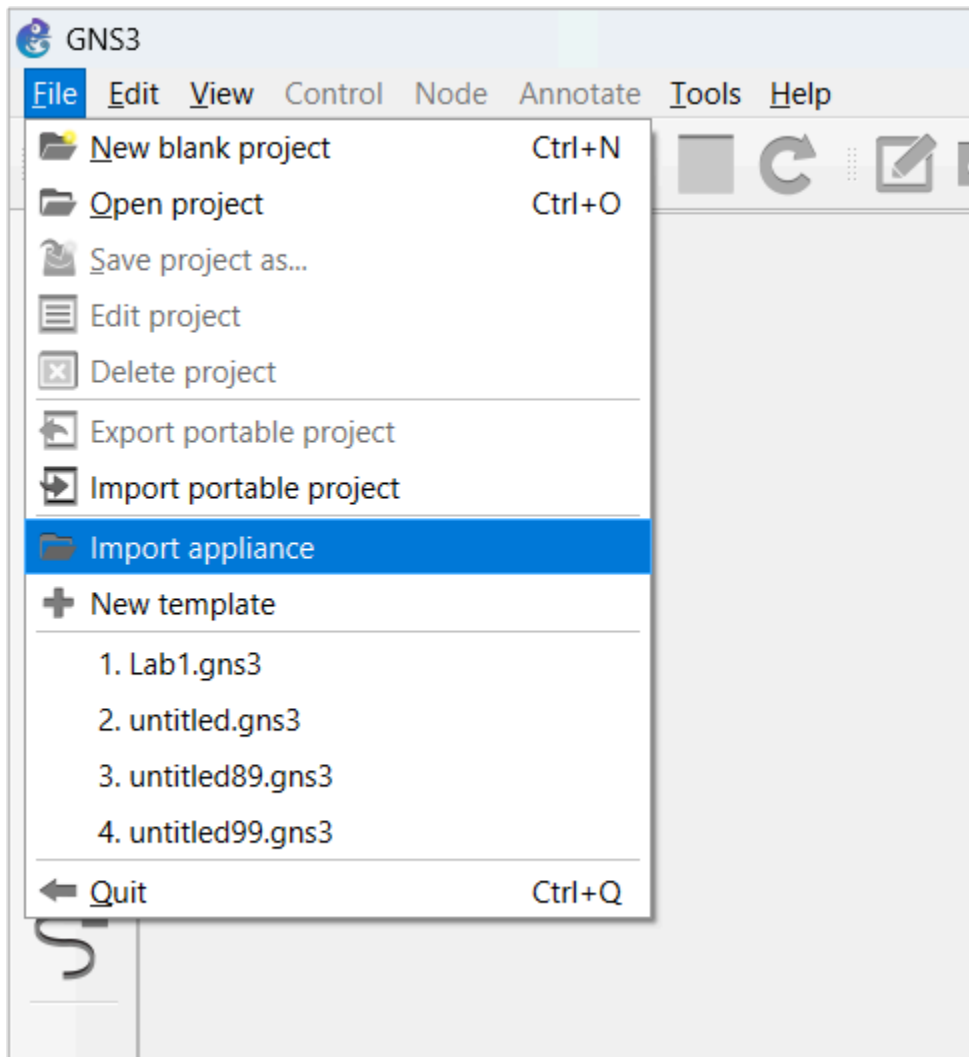 GNS3
File Edit View Control Node Annotate Tools Help
New blank project Ctrl+N
Open project Ctrl+O
Save project as...
Edit project
Delete project
Export portable project
Import portable project
Import appliance
New template
1. Lab1.gns3
2. untitled.gns3
3. untitled89.gns3
4. untitled99.gns3
Quit Ctrl+Q